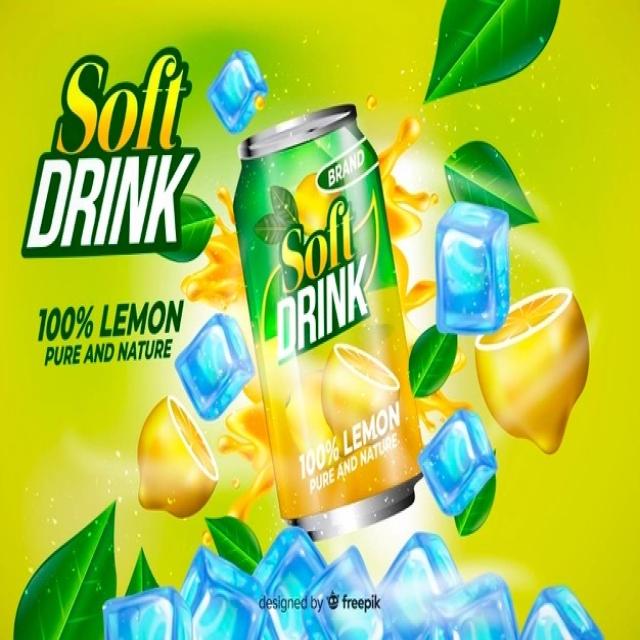 Soft
DRINK
100% LEMON
PURE AND NATURE
BRAND
Soft
DRINK
100% LEMON
PURE AND NATURE
designed by freepik